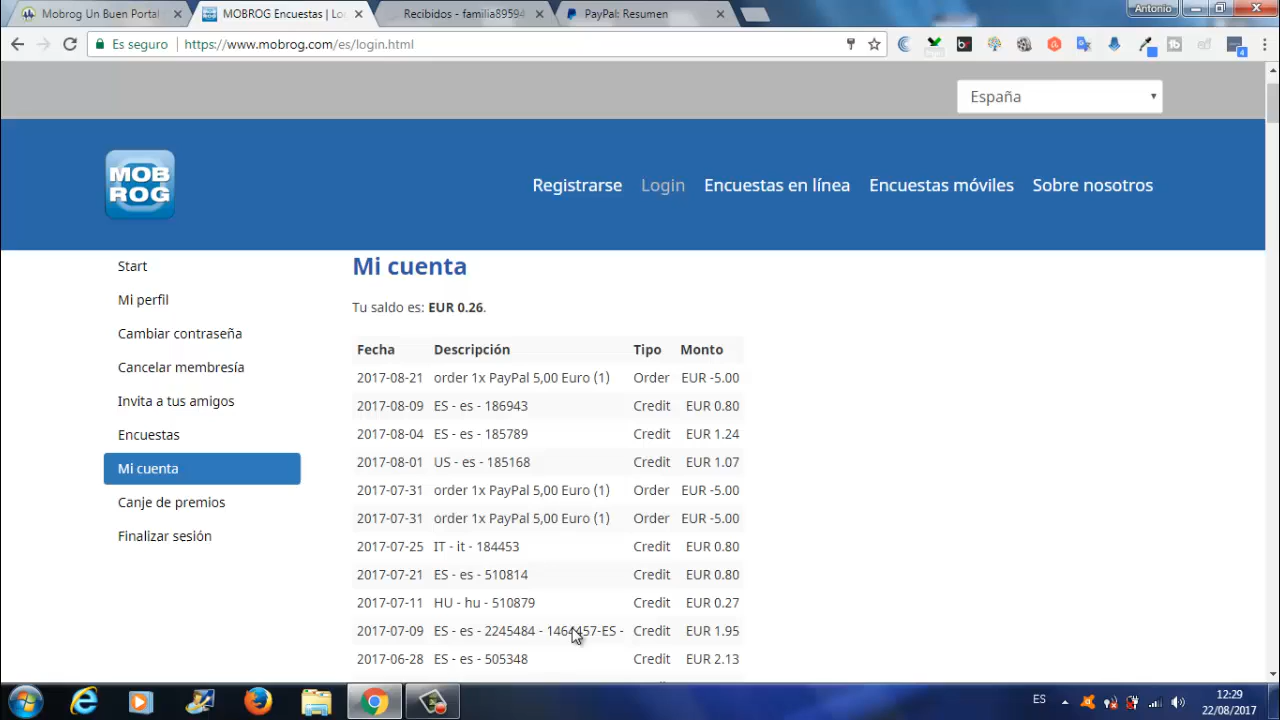 Mobrog Un Buen Portal
MOBROG Encuestas | Lo
Recibidos - familia89594
PayPal: Resumen
Antonio
Es seguro
https://www.mobrog.com/es/login.html
4
España
MOB
ROG
Registrarse
Login
Encuestas en línea
Encuestas móviles
Sobre nosotros
Start
Mi perfil
Cambiar contraseña
Cancelar membresía
Invita a tus amigos
Encuestas
Mi cuenta
Canje de premios
Finalizar sesión
Mi cuenta
Tu saldo es: EUR 0.26.
Fecha Descripción Tipo Monto
2017-08-21 order 1x PayPal 5,00 Euro (1) Order EUR -5.00
2017-08-09 ES - es - 186943 Credit EUR 0.80
2017-08-04 ES - es - 185789 Credit EUR 1.24
2017-08-01 US - es - 185168 Credit EUR 1.07
2017-07-31 order 1x PayPal 5,00 Euro (1) Order EUR -5.00
2017-07-31 order 1x PayPal 5,00 Euro (1) Order EUR -5.00
2017-07-25 IT - it - 184453 Credit EUR 0.80
2017-07-21 ES - es - 510814 Credit EUR 0.80
2017-07-11 HU - hu - 510879 Credit EUR 0.27
2017-07-09 ES - es - 2245484 - Credit EUR 1.95
2017-06-28 ES - es - 505348 Credit EUR 2.13
ES
12:29
22/08/2017